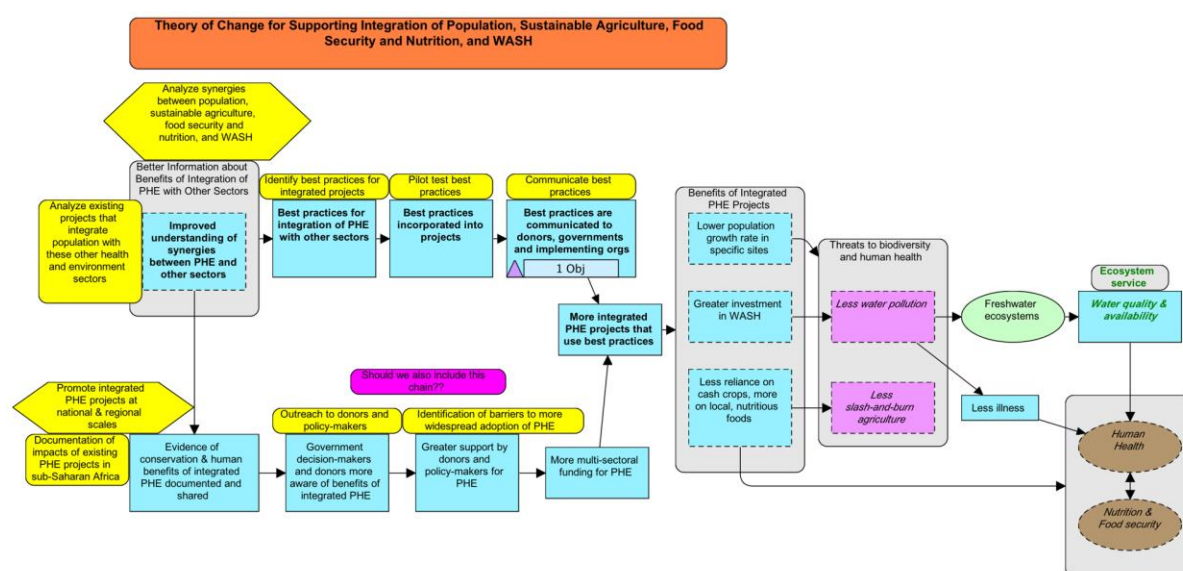 Theory of Change for Supporting Integration of Population, Sustainable Agriculture, Food
Security and Nutrition, and WASH
Analyze synergies
between population,
sustainable agriculture,
food security and
nutrition, and WASH
Better Information about
Benefits of Integration of
PHE with Other Sectors
Analyze existing
projects that
integrate
population with
these other health
and environment
sectors
Improved
understanding of
synergies
between PHE and
other sectors
Identify best practices for
integrated projects
Best practices for
integration of PHE
with other sectors
Pilot test best
practices
Best practices
incorporated into
projects
Communicate best
practices
Best practices are
communicated to
donors, governments
and implementing orgs
1 Obj
More integrated
PHE projects that
use best practices
Benefits of Integrated
PHE Projects
Lower population
growth rate in
specific sites
Greater investment
in WASH
Less reliance on
cash crops, more
on local, nutritious
foods
Threats to biodiversity
and human health
Less water pollution
Less
slash-and-burn
agriculture
Freshwater
ecosystems
Ecosystem
service
Water quality &
availability
Less illness
Human
Health
Nutrition &
Food security
Should we also include this
chain??
Promote integrated
PHE projects at
national & regional
scales
Documentation of
impacts of existing
PHE projects in
sub-Saharan Africa
Evidence of
conservation & human
benefits of integrated
PHE documented and
shared
Outreach to donors and
policy-makers
Government
decision-makers and
donors more
aware of benefits of
integrated PHE
Identification of barriers to more
widespread adoption of PHE
Greater support by
donors and
policy-makers for
PHE
More multi-sectoral
funding for PHE